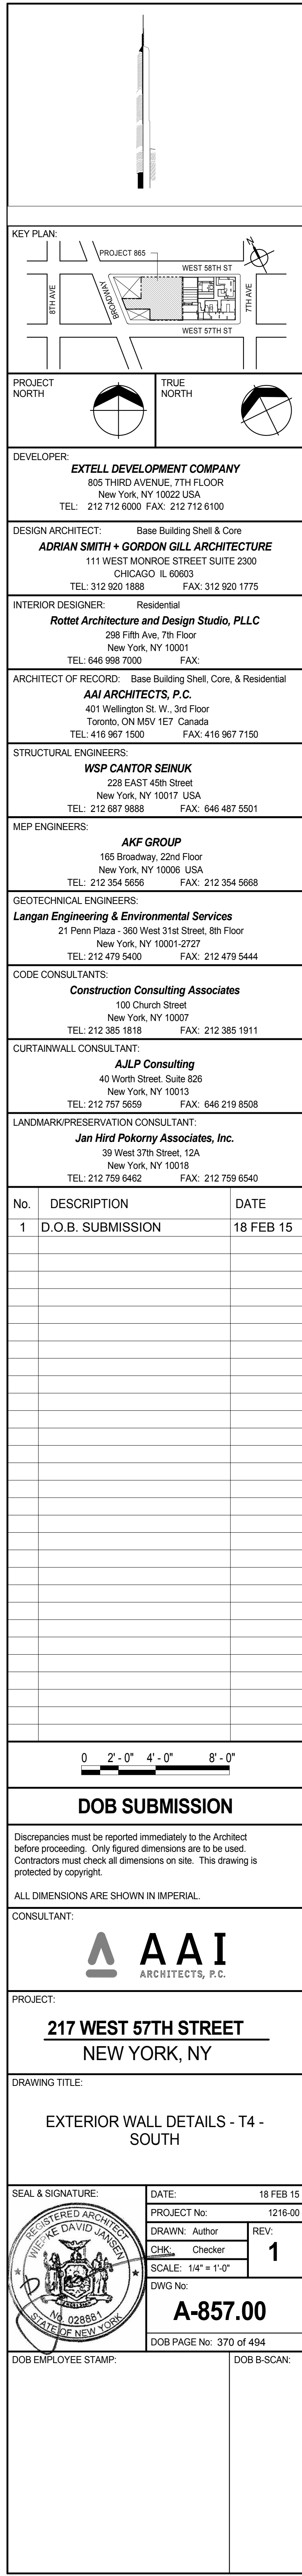 KEY PLAN:
N
PROJECT 865
WEST 58TH ST
8TH AVE
BROADWAY
7TH AVE
WEST 57TH ST
PROJECT
NORTH
TRUE
NORTH
DEVELOPER:
EXTELL DEVELOPMENT COMPANY
805 THIRD AVENUE, 7TH FLOOR
New York, NY 10022 USA
TEL: 212 712 6000 FAX: 212 712 6100
DESIGN ARCHITECT: Base Building Shell & Core
ADRIAN SMITH + GORDON GILL ARCHITECTURE
111 WEST MONROE STREET SUITE 2300
CHICAGO IL 60603
TEL: 312 920 1888 FAX: 312 920 1775
INTERIOR DESIGNER: Residential
Rottet Architecture and Design Studio, PLLC
298 Fifth Ave, 7th Floor
New York, NY 10001
TEL: 646 998 7000 FAX:
ARCHITECT OF RECORD: Base Building Shell, Core, & Residential
AAI ARCHITECTS, P.C.
401 Wellington St. W., 3rd Floor
Toronto, ON M5V 1E7 Canada
TEL: 416 967 1500 FAX: 416 967 7150
STRUCTURAL ENGINEERS:
WSP CANTOR SEINUK
228 EAST 45th Street
New York, NY 10017 USA
TEL: 212 687 9888 FAX: 646 487 5501
MEP ENGINEERS:
AKF GROUP
165 Broadway, 22nd Floor
New York, NY 10006 USA
TEL: 212 354 5656 FAX: 212 354 5668
GEOTECHNICAL ENGINEERS:
Langan Engineering & Environmental Services
21 Penn Plaza - 360 West 31st Street, 8th Floor
New York, NY 10001-2727
TEL: 212 479 5400 FAX: 212 479 5444
CODE CONSULTANTS:
Construction Consulting Associates
100 Church Street
New York, NY 10007
TEL: 212 385 1818 FAX: 212 385 1911
CURTAINWALL CONSULTANT:
AJLP Consulting
40 Worth Street. Suite 826
New York, NY 10013
TEL: 212 757 5659 FAX: 646 219 8508
LANDMARK/PRESERVATION CONSULTANT:
Jan Hird Pokorny Associates, Inc.
39 West 37th Street, 12A
New York, NY 10018
TEL: 212 759 6462 FAX: 212 759 6540
No. DESCRIPTION DATE
1 D.O.B. SUBMISSION 18 FEB 15
0 2' - 0" 4' - 0" 8' - 0"
DOB SUBMISSION
Discrepancies must be reported immediately to the Architect
before proceeding. Only figured dimensions are to be used.
Contractors must check all dimensions on site. This drawing is
protected by copyright.
ALL DIMENSIONS ARE SHOWN IN IMPERIAL.
CONSULTANT:
AAI
ARCHITECTS, P.C.
PROJECT:
217 WEST 57TH STREET
NEW YORK, NY
DRAWING TITLE:
EXTERIOR WALL DETAILS - T4 -
SOUTH
SEAL & SIGNATURE:
REGISTERED ARCHITECT
WIEPKE DAVID JANSEN
No. 028881
STATE OF NEW YORK
DATE: 18 FEB 15
PROJECT No: 1216-00
DRAWN: Author
CHK: Checker
SCALE: 1/4" = 1'-0"
REV:
1
DWG No:
A-857.00
DOB PAGE No: 370 of 494
DOB EMPLOYEE STAMP:
DOB B-SCAN: